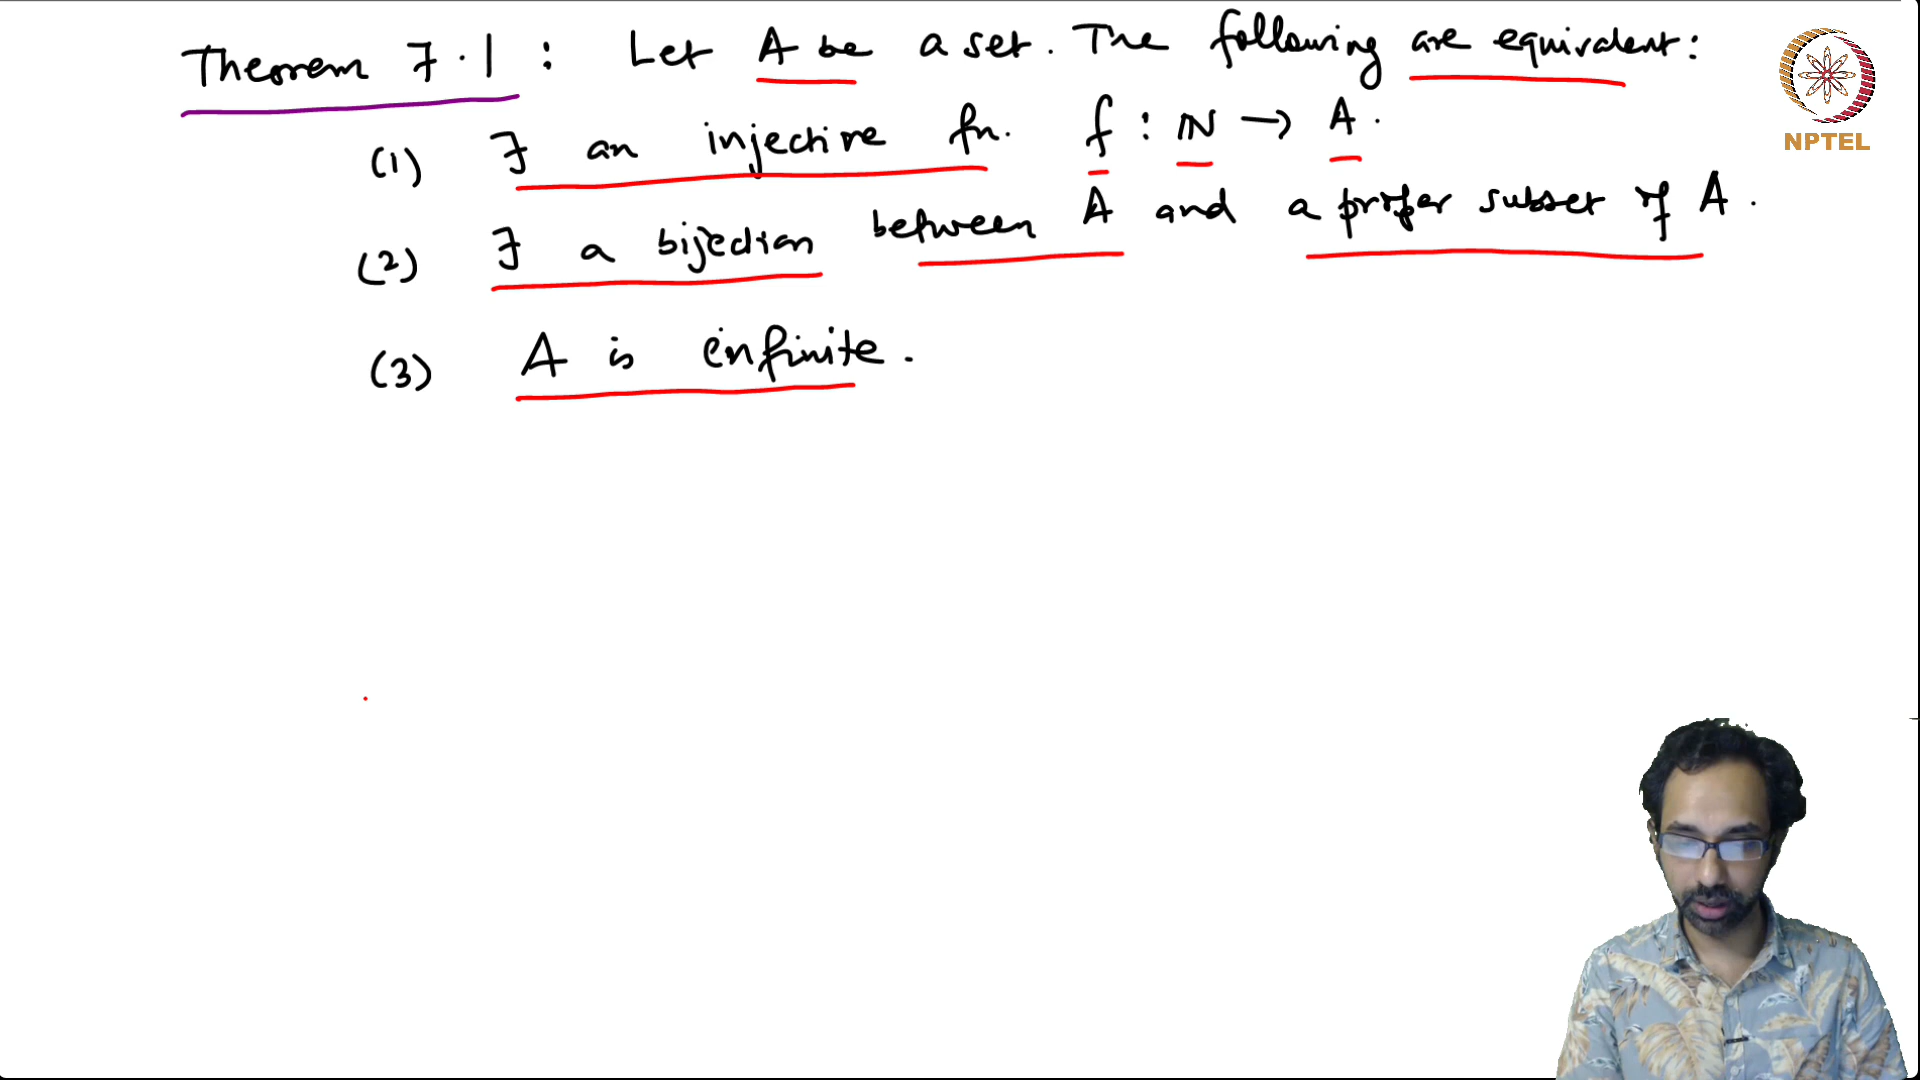 Theorem 7.1 : Let A be a set. The following are equivalent:
(1) ∃ an injective fn. f : ℕ → A.
(2) ∃ a bijection between A and a proper subset of A.
(3) A is infinite.
NPTEL